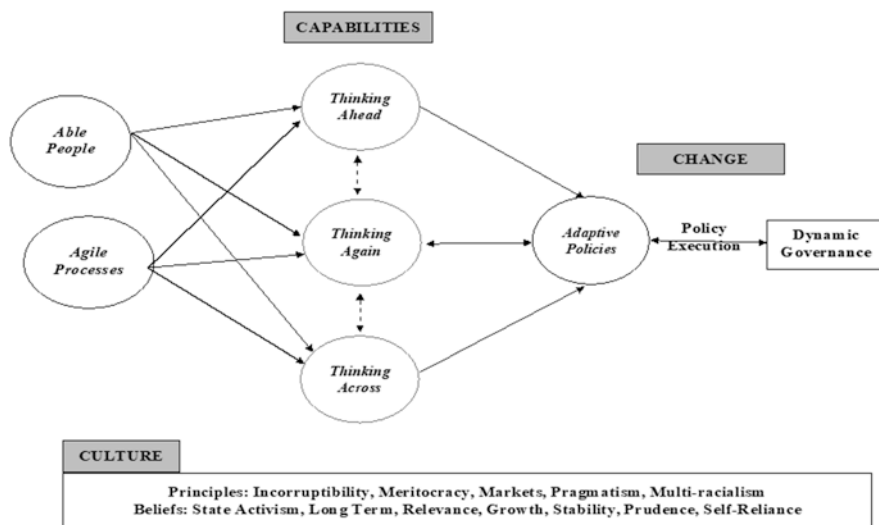 CAPABILITIES
Thinking
Ahead
Able
People
CHANGE
Thinking
Again
Adaptive
Policies
Policy
Execution
Dynamic
Governance
Agile
Processes
Thinking
Across
CULTURE
Principles: Incorruptibility, Meritocracy, Markets, Pragmatism, Multi-racialism
Beliefs: State Activism, Long Term, Relevance, Growth, Stability, Prudence, Self-Reliance